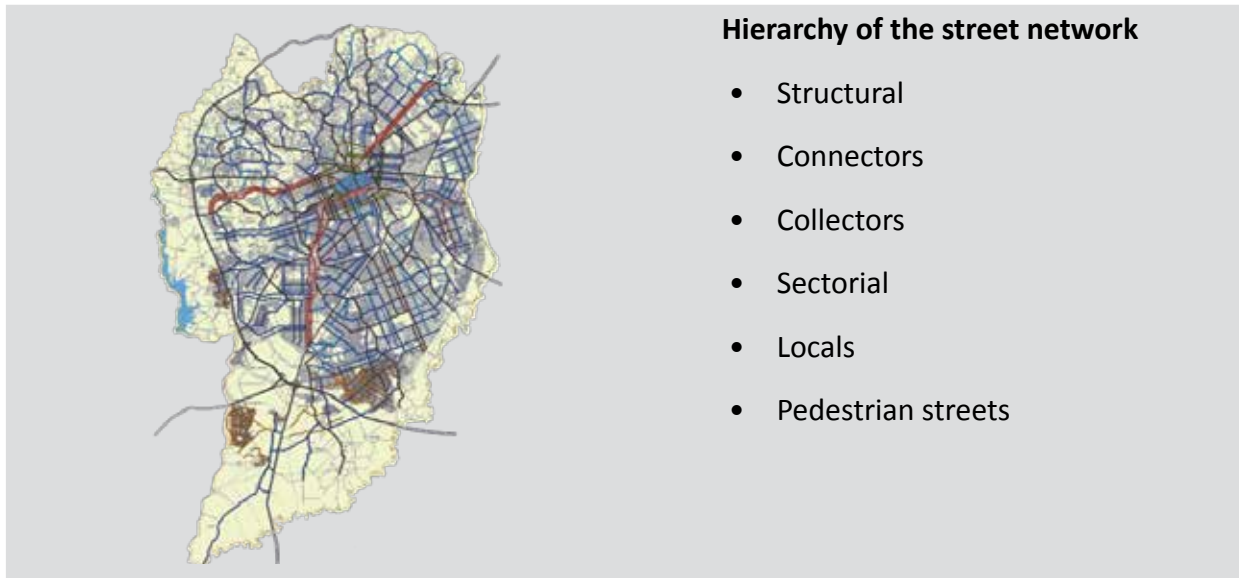 Hierarchy of the street network
• Structural
• Connectors
• Collectors
• Sectorial
• Locals
• Pedestrian streets